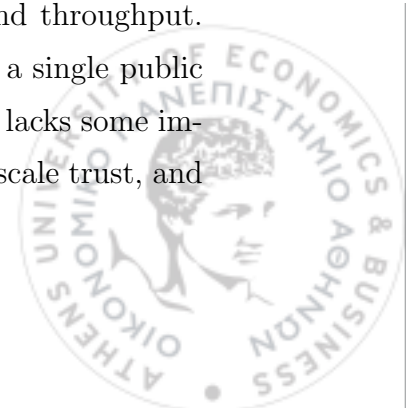 nd throughput.
a single public
lacks some im-
scale trust, and
ATHENS UNIVERSITY OF ECONOMICS & BUSINESS
ΟΙΚΟΝΟΜΙΚΟ ΠΑΝΕΠΙΣΤΗΜΙΟ ΑΘΗΝΩΝ